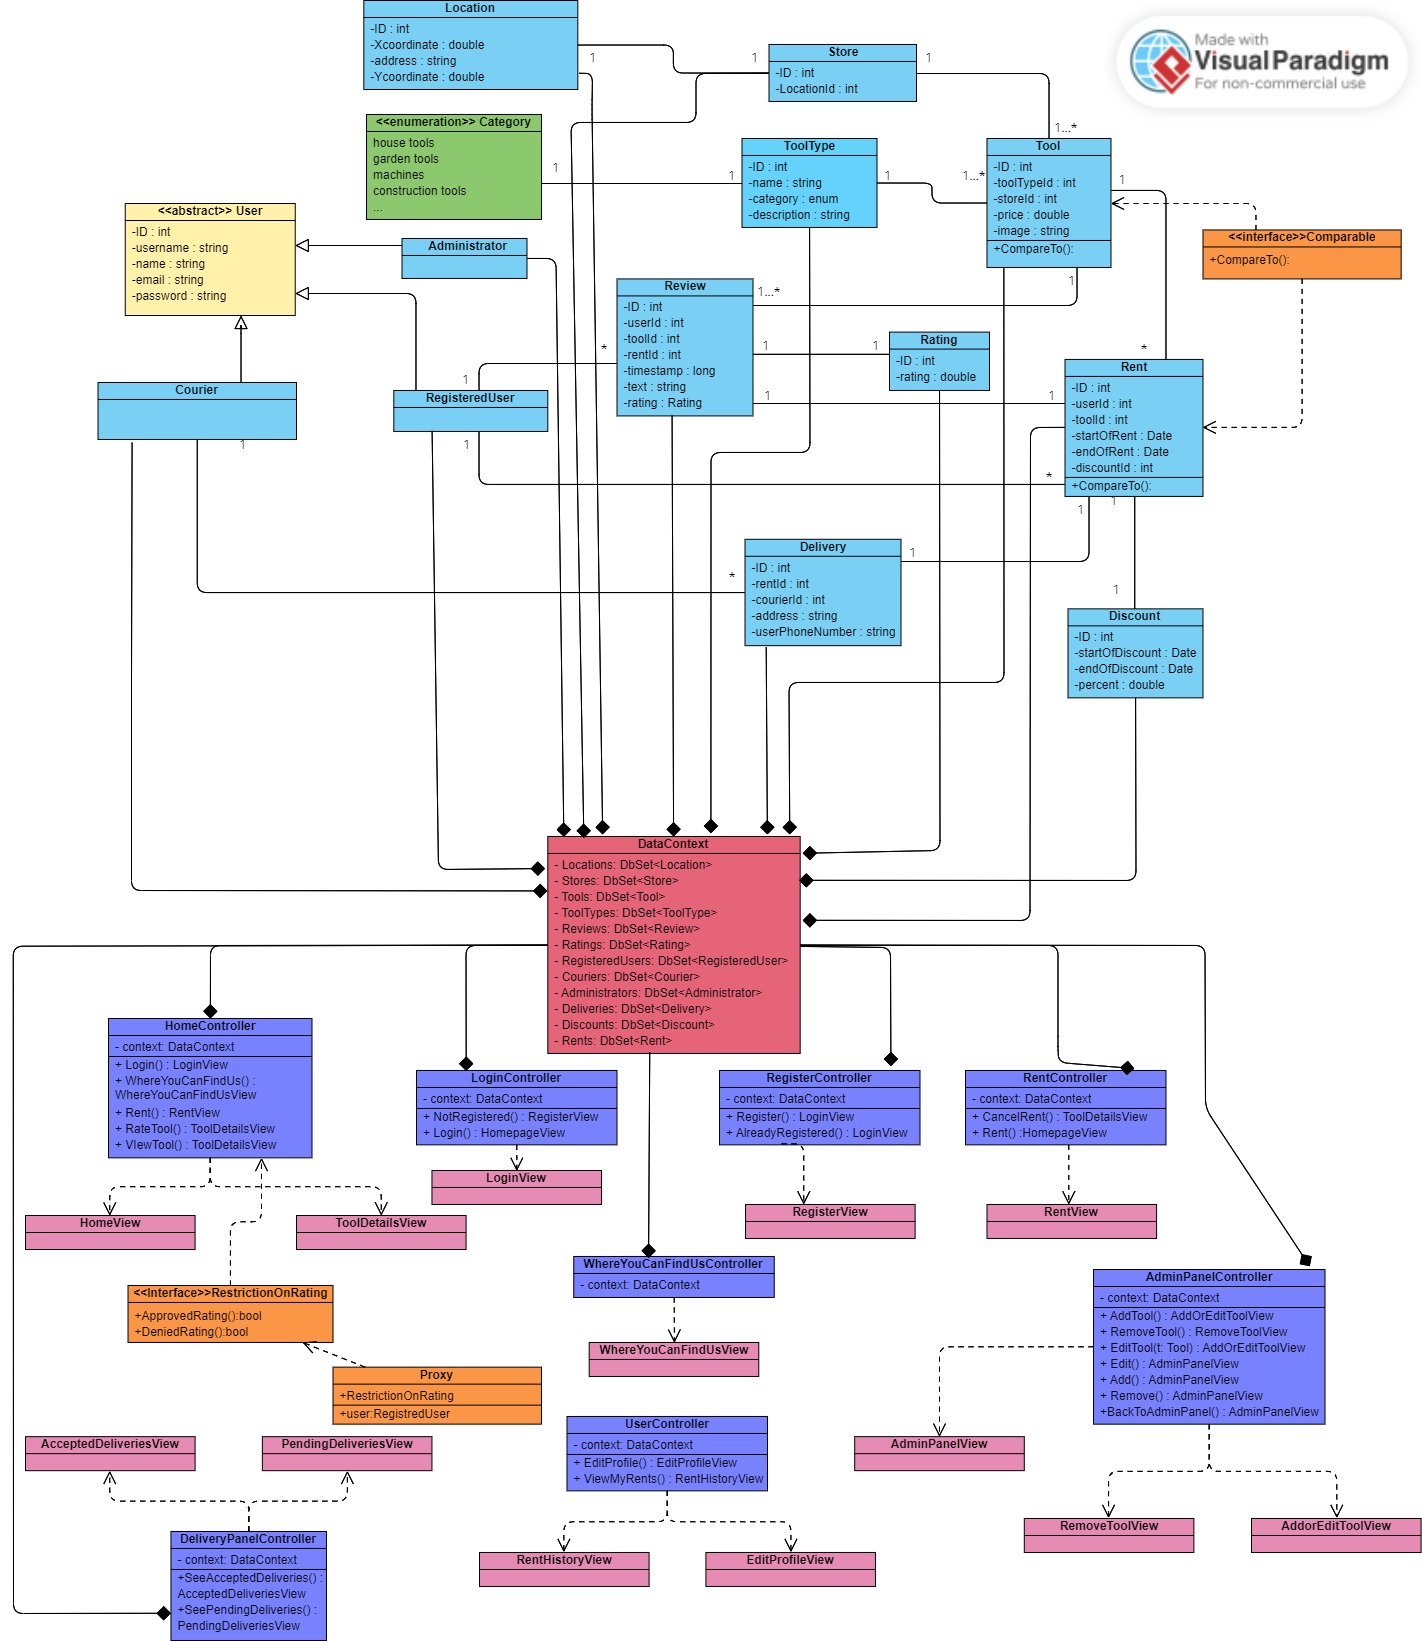 Location
-ID : int
-Xcoordinate : double
-address : string
-Ycoordinate : double
1
1
Store
-ID : int
-LocationId : int
1
1...*
Made with
VisualParadigm
For non-commercial use
<<enumeration>> Category
house tools
garden tools
machines
construction tools
...
1
1
ToolType
-ID : int
-name : string
-category : enum
-description : string
1
1...*
Tool
-ID : int
-toolTypeId : int
-storeId : int
-price : double
-image : string
+CompareTo():
1
1
<<interface>>Comparable
+CompareTo():
<<abstract>> User
-ID : int
-username : string
-name : string
-email : string
-password : string
Administrator
Review
-ID : int
-userId : int
-toolId : int
-rentId : int
-timestamp : long
-text : string
-rating : Rating
1...*
*
1
1
1
1
Rating
-ID : int
-rating : double
*
Rent
-ID : int
-userId : int
-toolId : int
-startOfRent : Date
-endOfRent : Date
-discountId : int
+CompareTo():
*
1
1
Courier
1
1
RegisteredUser
1
Delivery
-ID : int
-rentId : int
-courierId : int
-address : string
-userPhoneNumber : string
*
1
1
Discount
-ID : int
-startOfDiscount : Date
-endOfDiscount : Date
-percent : double
DataContext
- Locations: DbSet<Location>
- Stores: DbSet<Store>
- Tools: DbSet<Tool>
- ToolTypes: DbSet<ToolType>
- Reviews: DbSet<Review>
- Ratings: DbSet<Rating>
- RegisteredUsers: DbSet<RegisteredUser>
- Couriers: DbSet<Courier>
- Administrators: DbSet<Administrator>
- Deliveries: DbSet<Delivery>
- Discounts: DbSet<Discount>
- Rents: DbSet<Rent>
HomeController
- context: DataContext
+ Login() : LoginView
+ WhereYouCanFindUs() :
WhereYouCanFindUsView
+ Rent() : RentView
+ RateTool() : ToolDetailsView
+ VIewTool() : ToolDetailsView
LoginController
- context: DataContext
+ NotRegistered() : RegisterView
+ Login() : HomepageView
RegisterController
- context: DataContext
+ Register() : LoginView
+ AlreadyRegistered() : LoginView
RentController
- context: DataContext
+ CancelRent() : ToolDetailsView
+ Rent() :HomepageView
LoginView
HomeView
ToolDetailsView
RegisterView
RentView
WhereYouCanFindUsController
- context: DataContext
AdminPanelController
- context: DataContext
+ AddTool() : AddOrEditToolView
+ RemoveTool() : RemoveToolView
+ EditTool(t: Tool) : AddOrEditToolView
+ Edit() : AdminPanelView
+ Add() : AdminPanelView
+ Remove() : AdminPanelView
+BackToAdminPanel() : AdminPanelView
<<Interface>>RestrictionOnRating
+ApprovedRating():bool
+DeniedRating():bool
WhereYouCanFindUsView
Proxy
+RestrictionOnRating
+user:RegistredUser
AcceptedDeliveriesView
PendingDeliveriesView
UserController
- context: DataContext
+ EditProfile() : EditProfileView
+ ViewMyRents() : RentHistoryView
AdminPanelView
RemoveToolView
AddorEditToolView
DeliveryPanelController
- context: DataContext
+SeeAcceptedDeliveries() :
AcceptedDeliveriesView
+SeePendingDeliveries() :
PendingDeliveriesView
RentHistoryView
EditProfileView